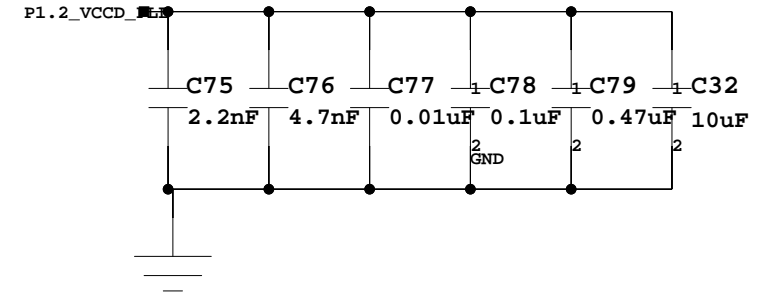 P1.2_VCCD_PLL
C75 C76 C77 1 C78 1 C79 1 C32
2.2nF 4.7nF 0.01uF 0.1uF 0.47uF 10uF
2 2 2
GND